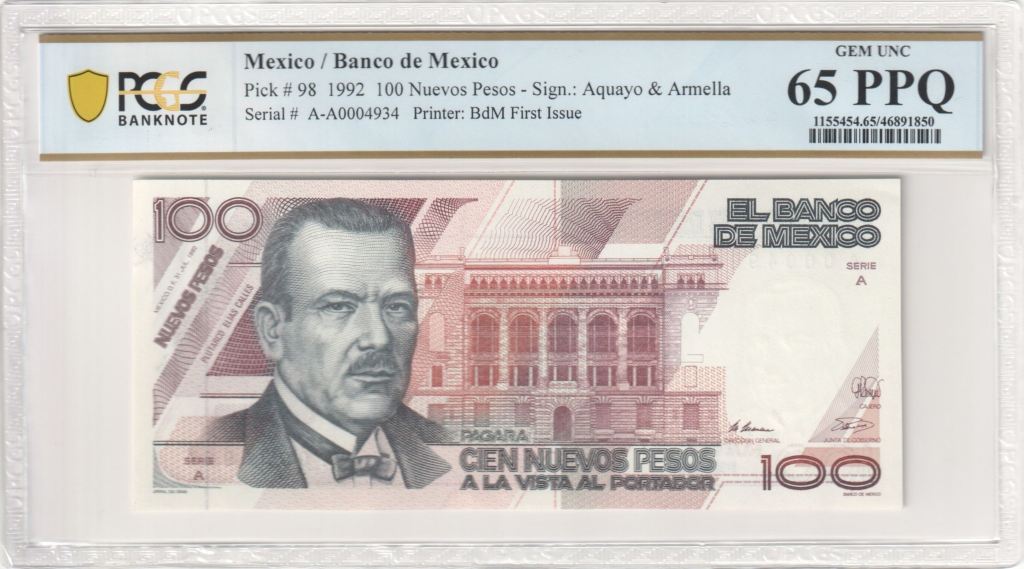 PCGS
BANKNOTE
Mexico / Banco de Mexico
Pick # 98 1992 100 Nuevos Pesos - Sign.: Aquayo & Armella
Serial # A-A0004934 Printer: BdM First Issue
GEM UNC
65 PPQ
1155454.65/46891850
100
NUEVOS PESOS
PLUTARCO ELIAS CALLES
EL BANCO
DE MEXICO
SERIE
A
CAJERO
DIRECCION GENERAL
JUNTA DE GOBIERNO
PAGARA
CIEN NUEVOS PESOS
A LA VISTA AL PORTADOR
100
SERIE
A
BANCO DE MEXICO